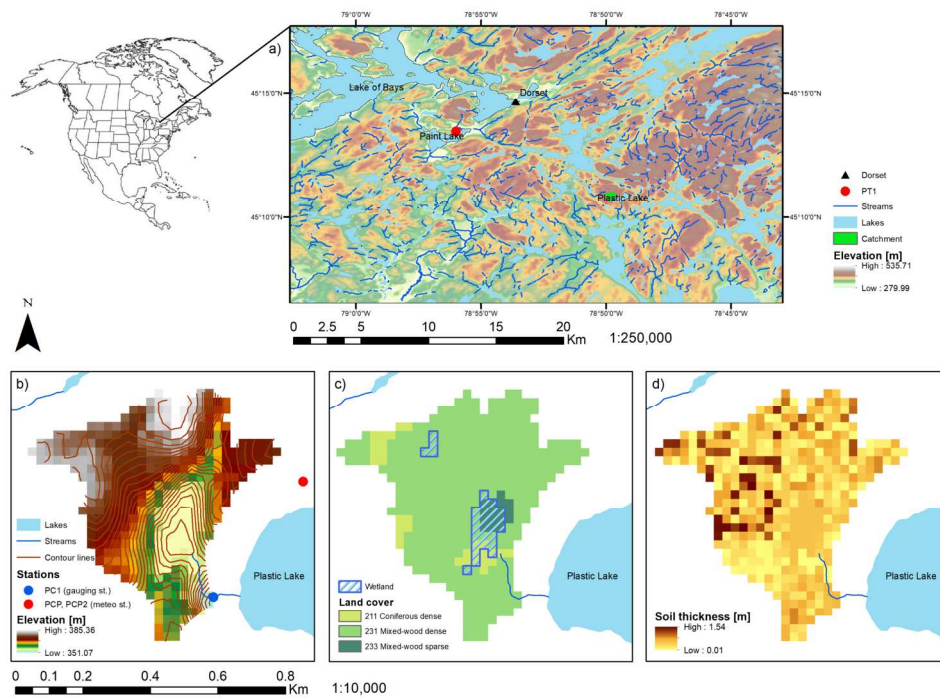 79°0'0"W
78°55'0"W
78°50'0"W
78°45'0"W
a)
Lake of Bays
Dorset
45°15'0"N
45°15'0"N
Paint Lake
Plastic Lake
45°10'0"N
45°10'0"N
Dorset
PT1
Streams
Lakes
Catchment
Elevation [m]
High : 535.71
Low : 279.99
79°0'0"W
78°55'0"W
78°50'0"W
78°45'0"W
N
0 2.5 5 10 15 20
Km
1:250,000
b)
Lakes
Streams
Contour lines
Stations
PC1 (gauging st.)
PCP, PCP2 (meteo st.)
Elevation [m]
High : 385.36
Low : 351.07
Plastic Lake
c)
Wetland
Land cover
211 Coniferous dense
231 Mixed-wood dense
233 Mixed-wood sparse
Plastic Lake
d)
Soil thickness [m]
High : 1.54
Low : 0.01
Plastic Lake
0 0.1 0.2 0.4 0.6 0.8
Km
1:10,000